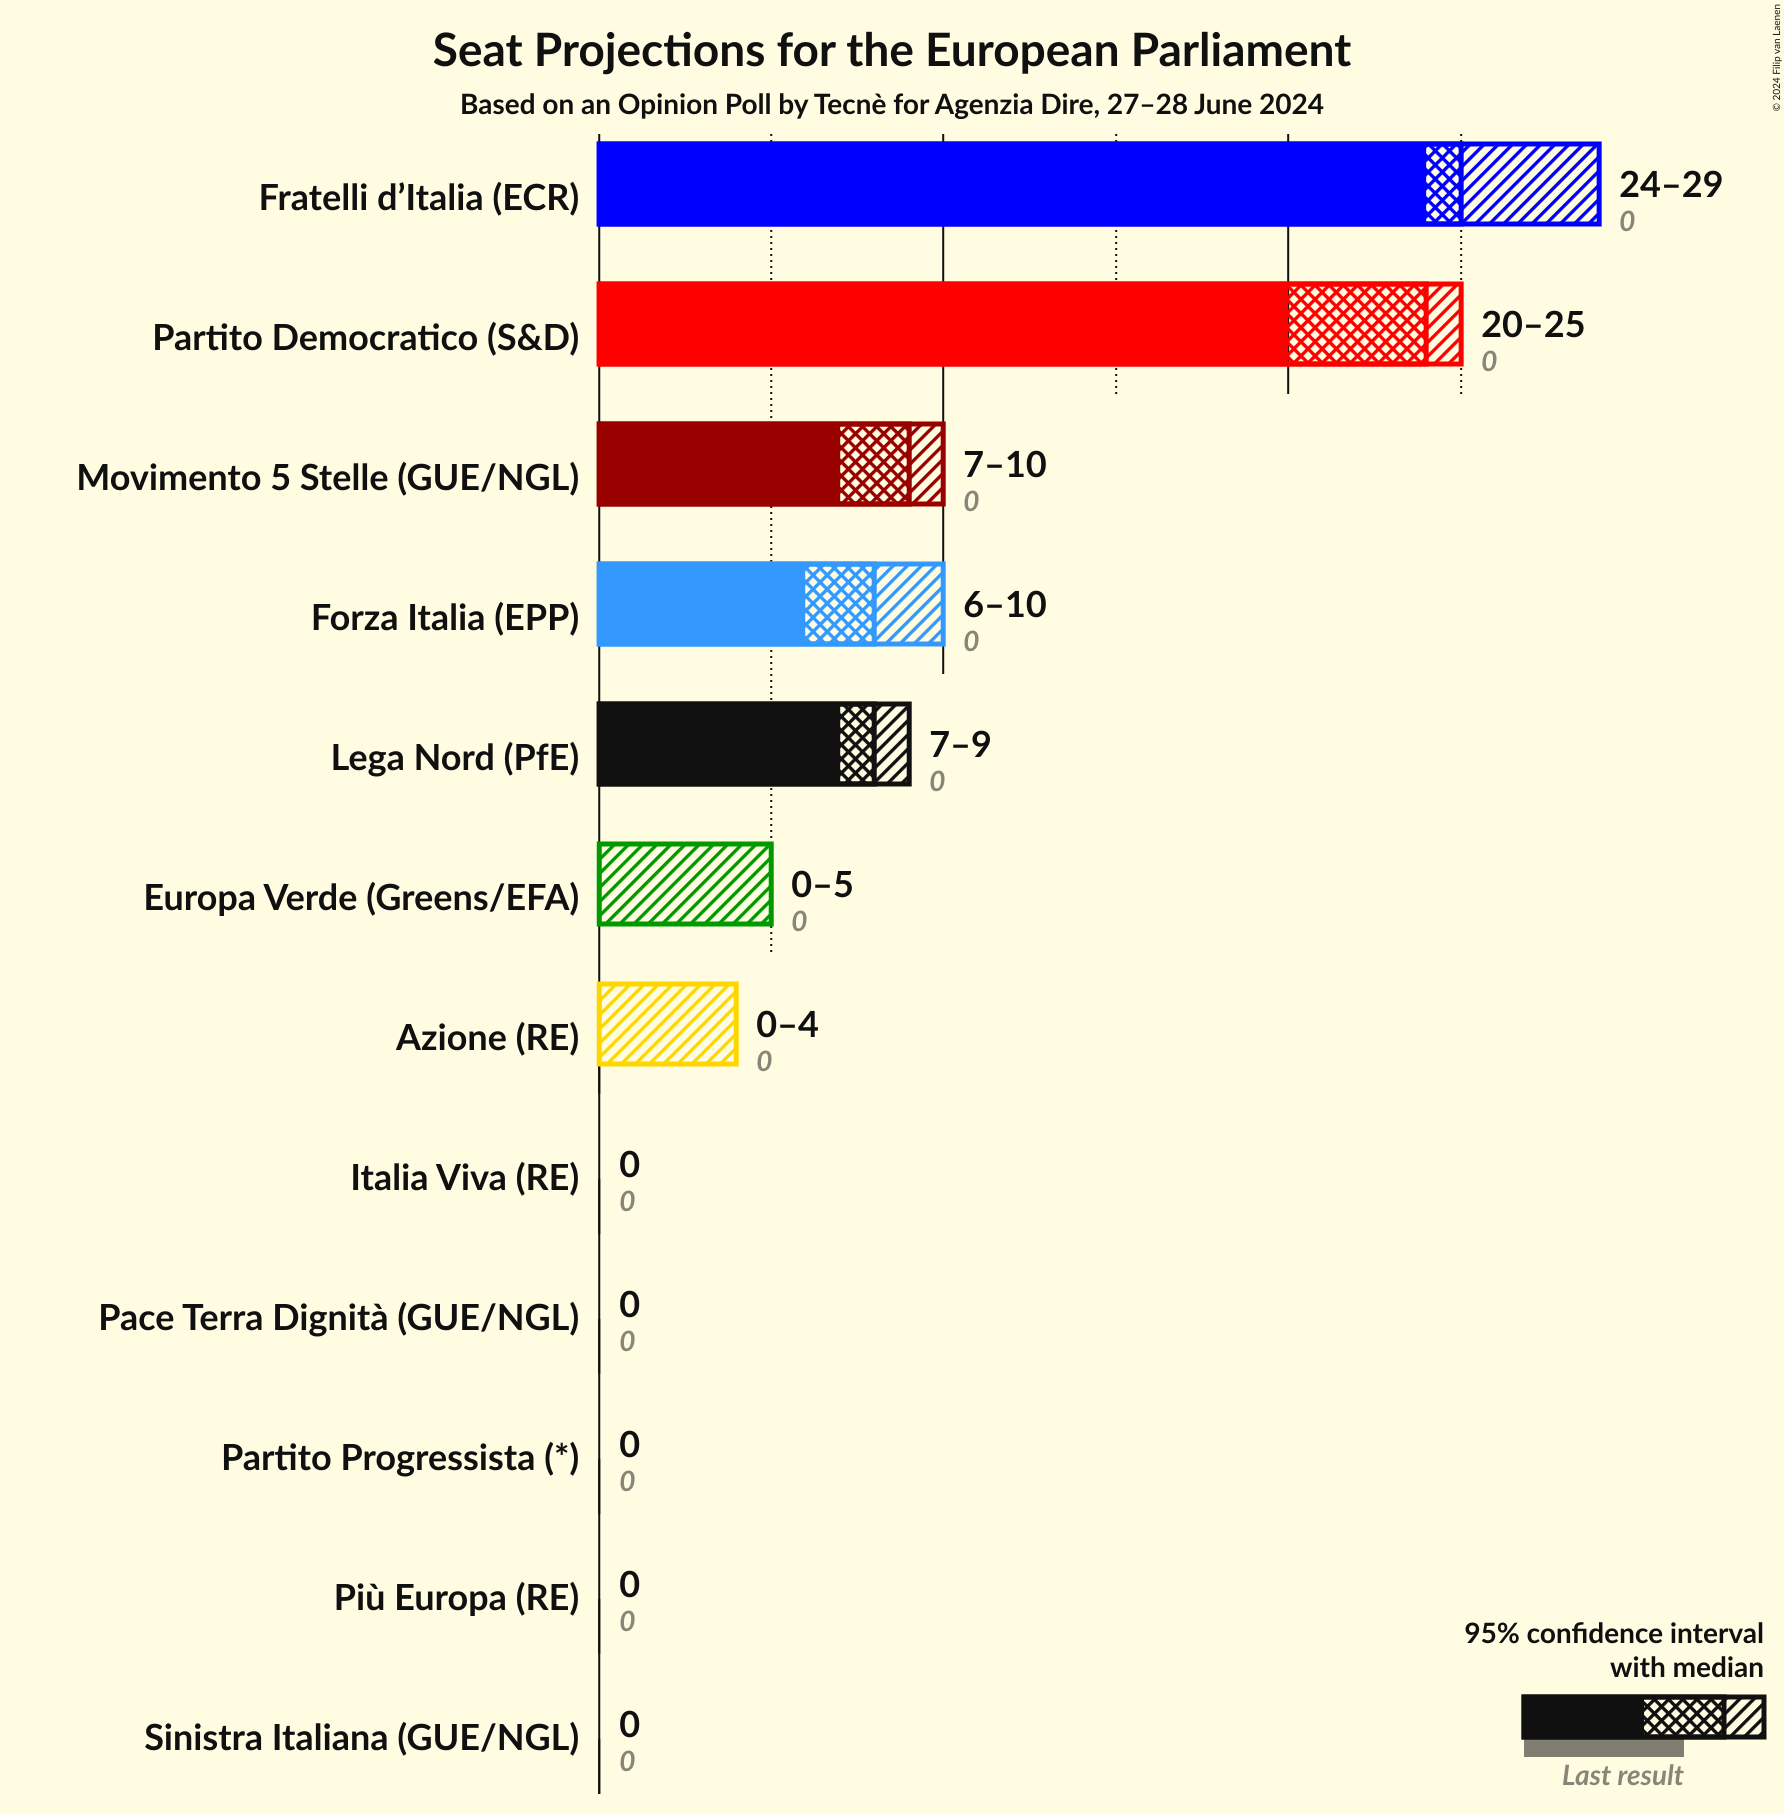 Seat Projections for the European Parliament
Based on an Opinion Poll by Tecnè for Agenzia Dire, 27–28 June 2024
© 2024 Filip van Laenen
Fratelli d’Italia (ECR)
24–29
0
Partito Democratico (S&D)
20–25
0
Movimento 5 Stelle (GUE/NGL)
7–10
0
Forza Italia (EPP)
6–10
0
Lega Nord (PfE)
7–9
0
Europa Verde (Greens/EFA)
0–5
0
Azione (RE)
0–4
0
Italia Viva (RE)
0
0
Pace Terra Dignità (GUE/NGL)
0
0
Partito Progressista (*)
0
0
Più Europa (RE)
0
0
Sinistra Italiana (GUE/NGL)
0
0
95% confidence interval
with median
Last result